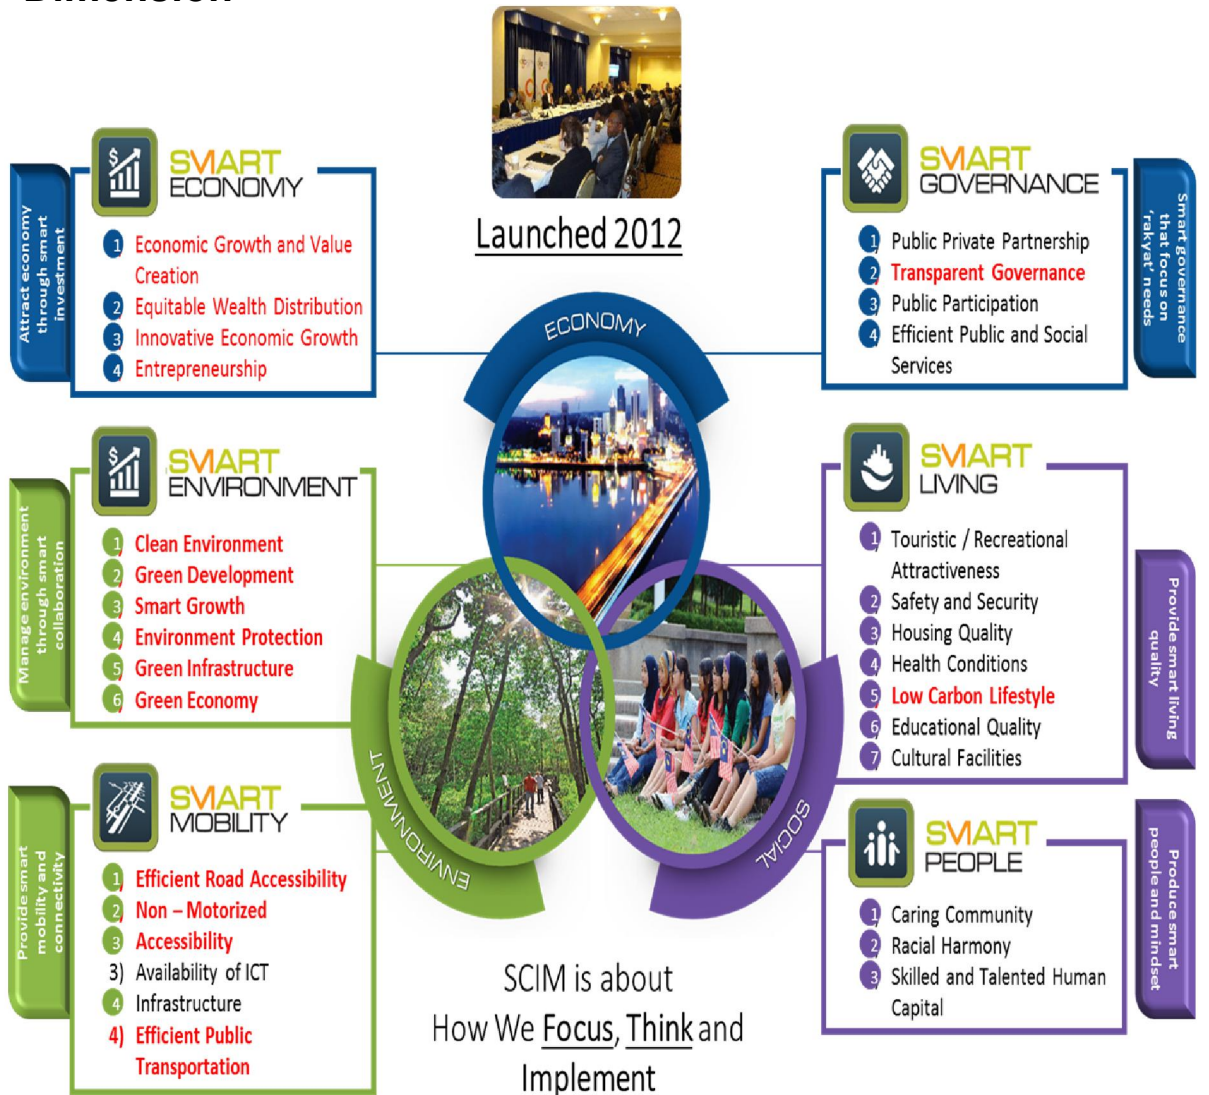 Dimension
Launched 2012
Attract economy
through smart
investment
SMART
ECONOMY
1 Economic Growth and Value
Creation
2 Equitable Wealth Distribution
3 Innovative Economic Growth
4 Entrepreneurship
SMART
GOVERNANCE
1) Public Private Partnership
2) Transparent Governance
3) Public Participation
4) Efficient Public and Social
Services
Smart governance
that focus on
'rakyat' needs
ECONOMY
Manage environment
through smart
collaboration
SMART
ENVIRONMENT
1) Clean Environment
2) Green Development
3) Smart Growth
4) Environment Protection
5) Green Infrastructure
6) Green Economy
SMART
LIVING
1) Touristic / Recreational
Attractiveness
2) Safety and Security
3) Housing Quality
4) Health Conditions
5) Low Carbon Lifestyle
6) Educational Quality
7) Cultural Facilities
Provide smart living
quality
ENVIRONMENT
SOCIAL
Provide smart
mobility and
connectivity
SMART
MOBILITY
1) Efficient Road Accessibility
2) Non – Motorized
3 Accessibility
3) Availability of ICT
4 Infrastructure
4) Efficient Public
Transportation
SMART
PEOPLE
1) Caring Community
2) Racial Harmony
3) Skilled and Talented Human
Capital
Produce smart
people and mindset
SCIM is about
How We Focus, Think and
Implement